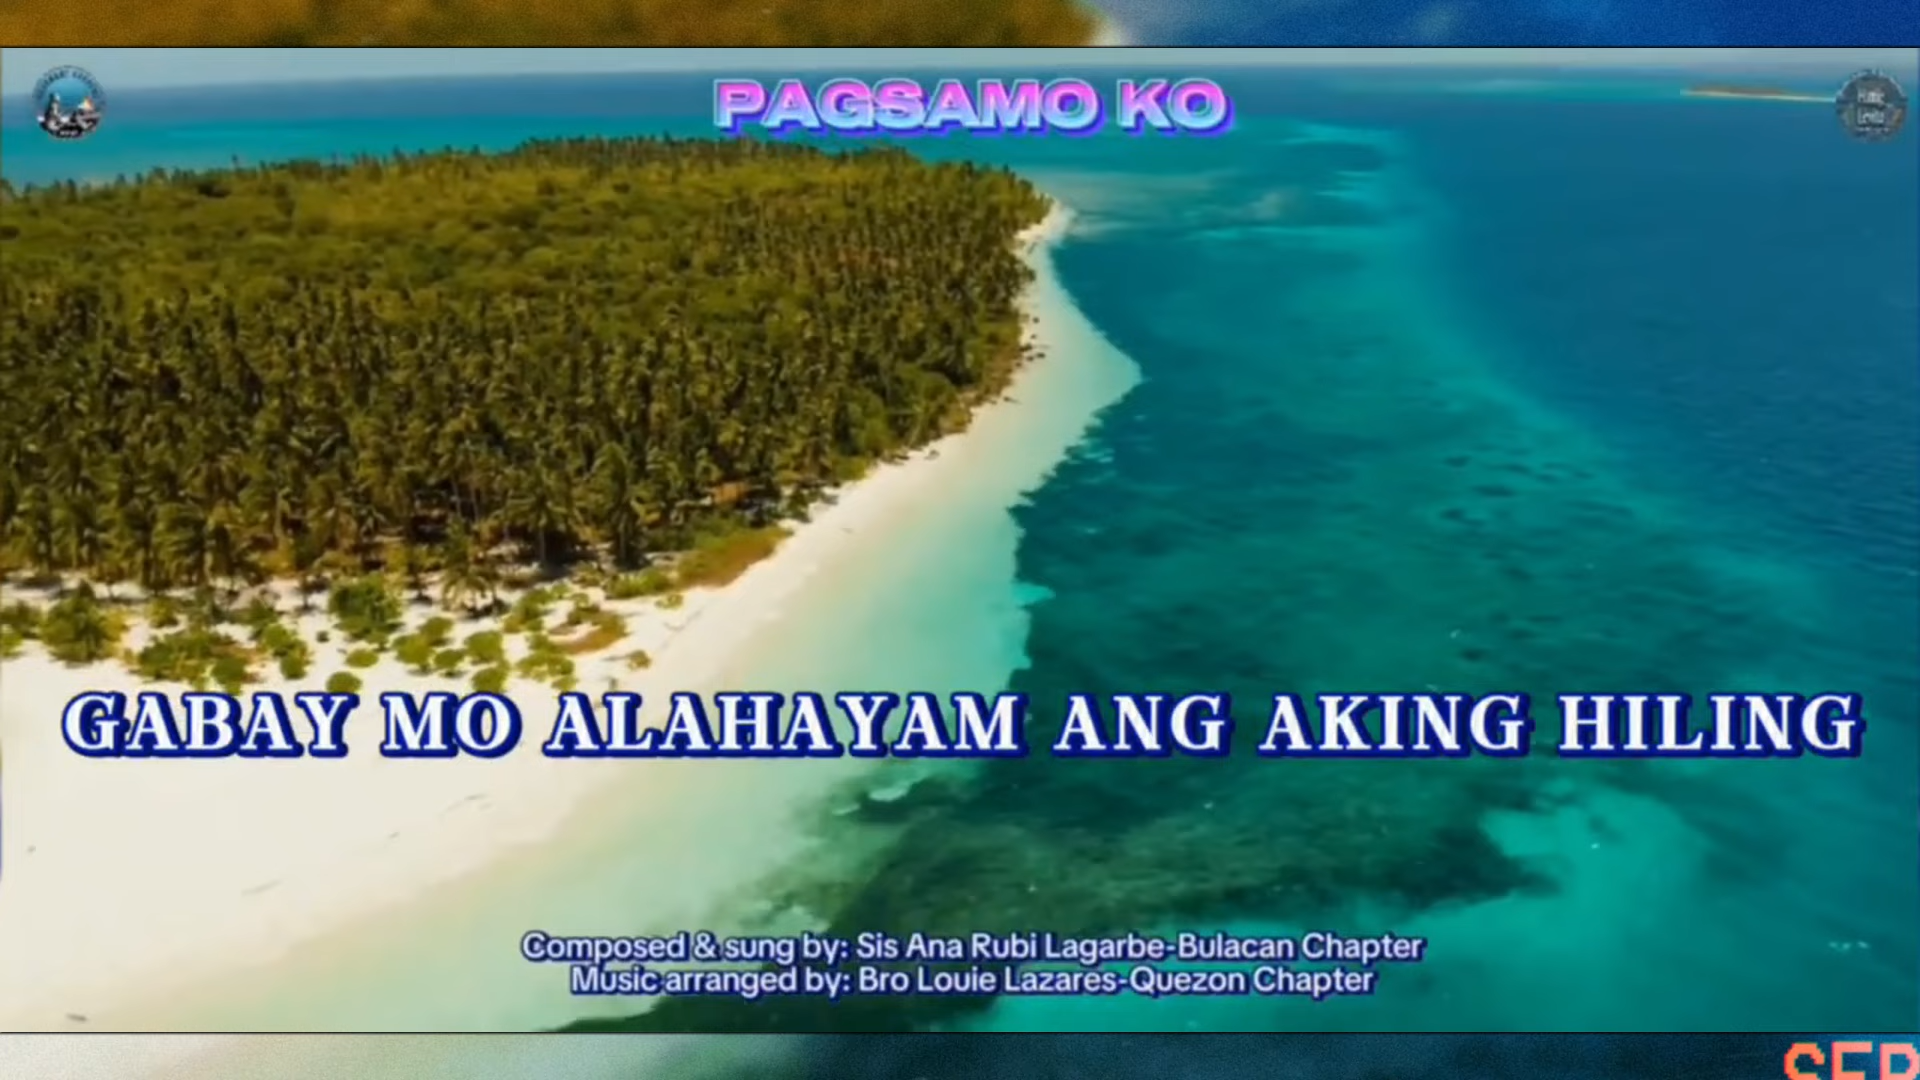 PAGSAMO KO
GABAY MO ALAHAYAM ANG AKING HILING
Composed & sung by: Sis Ana Rubi Lagarbe-Bulacan Chapter
Music arranged by: Bro Louie Lazares-Quezon Chapter